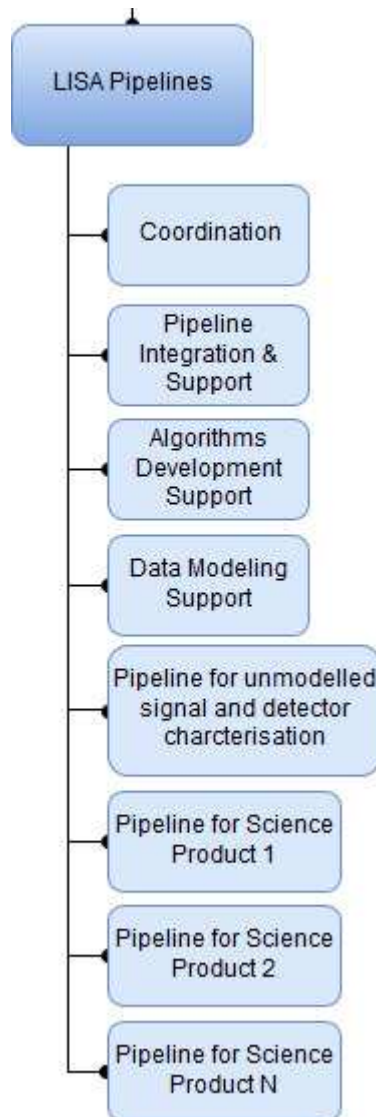 LISA Pipelines
Coordination
Pipeline
Integration &
Support
Algorithms
Development
Support
Data Modeling
Support
Pipeline for unmodelled
signal and detector
charcterisation
Pipeline for Science
Product 1
Pipeline for Science
Product 2
Pipeline for Science
Product N